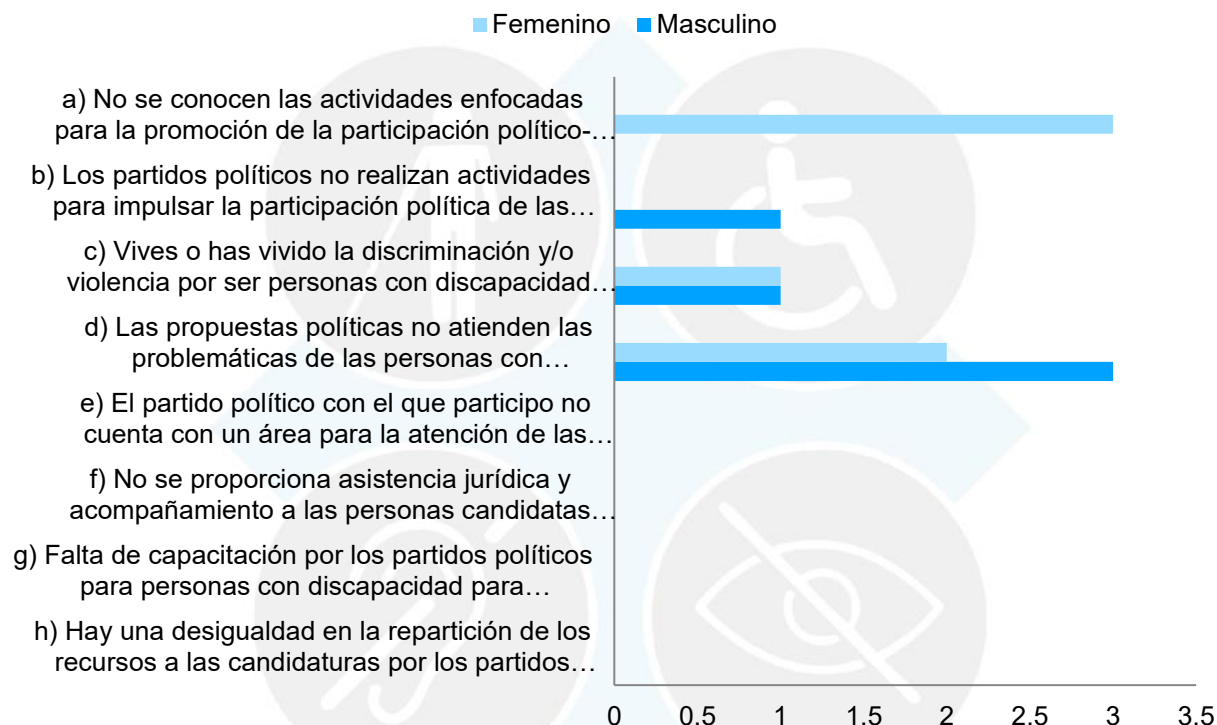 Femenino Masculino
a) No se conocen las actividades enfocadas
para la promoción de la participación político-…
b) Los partidos políticos no realizan actividades
para impulsar la participación política de las…
c) Vives o has vivido la discriminación y/o
violencia por ser personas con discapacidad…
d) Las propuestas políticas no atienden las
problemáticas de las personas con…
e) El partido político con el que participo no
cuenta con un área para la atención de las…
f) No se proporciona asistencia jurídica y
acompañamiento a las personas candidatas…
g) Falta de capacitación por los partidos políticos
para personas con discapacidad para…
h) Hay una desigualdad en la repartición de los
recursos a las candidaturas por los partidos…
0 0.5 1 1.5 2 2.5 3 3.5